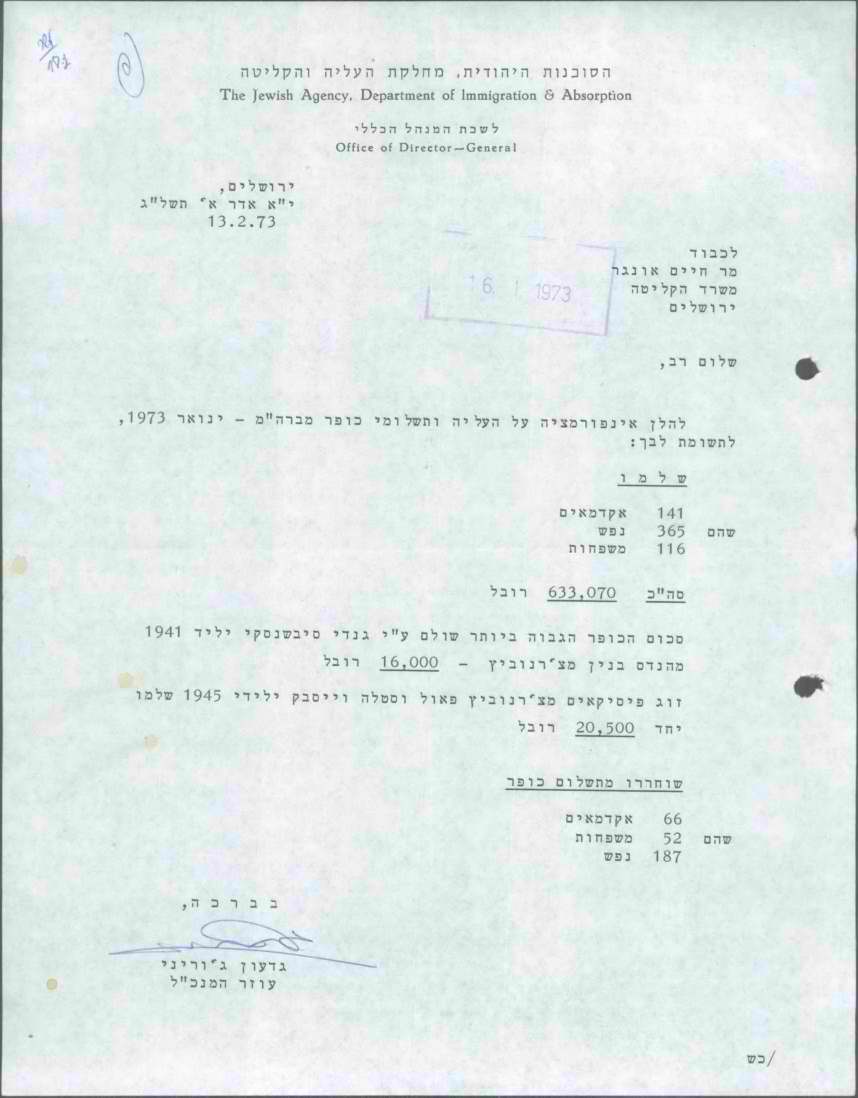 הסוכנות היהודית, מחלקת העליה והקליטה
The Jewish Agency, Department of Immigration & Absorption
לשכת המנהל הכללי
Office of Director—General
ירושלים,
י"א אדר א' תשל"ג
13.2.73
לכבוד
מר חיים אונגר
משרד הקליטה
ירושלים
16. 1 1973
שלום רב,
להלן אינפורמציה על העליה ותשלומי כופר מברה"מ – ינואר 1973,
לתשומת לבך:
ש ל מ ו
141 אקדמאים
שהם 365 נפש
116 משפחות
סה"כ 633,070 רובל
סכום הכופר הגבוה ביותר שולם ע"י גנדי סיבשנסקי יליד 1941
מהנדס בנין מצ'רנוביץ – 16,000 רובל
זוג פיסיקאים מצ'רנוביץ פאול וסטלה וייסבק ילידי 1945 שלמו
יחד 20,500 רובל
שוחררו מתשלום כופר
66 אקדמאים
שהם 52 משפחות
187 נפש
ב ב ר כ ה,
גדעון ג'וריני
עוזר המנכ"ל
/כש